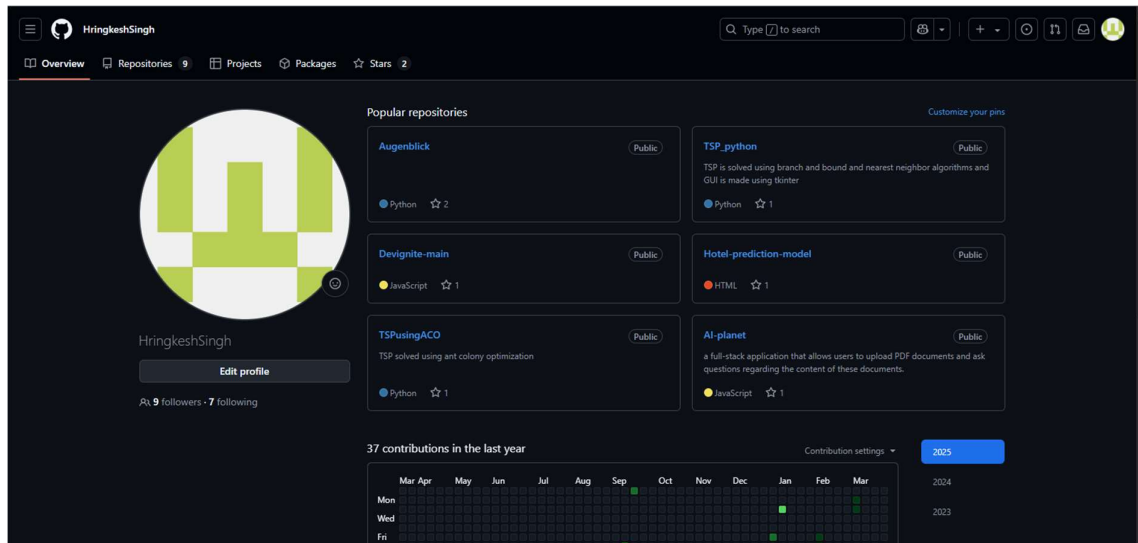 HringkeshSingh
Type / to search
Overview
Repositories 9
Projects
Packages
Stars 2
HringkeshSingh
Edit profile
9 followers · 7 following
Popular repositories
Customize your pins
Augenblick
Public
Python
2
TSP_python
Public
TSP is solved using branch and bound and nearest neighbor algorithms and
GUI is made using tkinter
Python
1
Devignite-main
Public
JavaScript
1
Hotel-prediction-model
Public
HTML
1
TSPusingACO
Public
TSP solved using ant colony optimization
Python
1
AI-planet
Public
a full-stack application that allows users to upload PDF documents and ask
questions regarding the content of these documents.
JavaScript
1
37 contributions in the last year
Contribution settings
2025
2024
2023
Mar Apr May Jun Jul Aug Sep Oct Nov Dec Jan Feb Mar
Mon
Wed
Fri